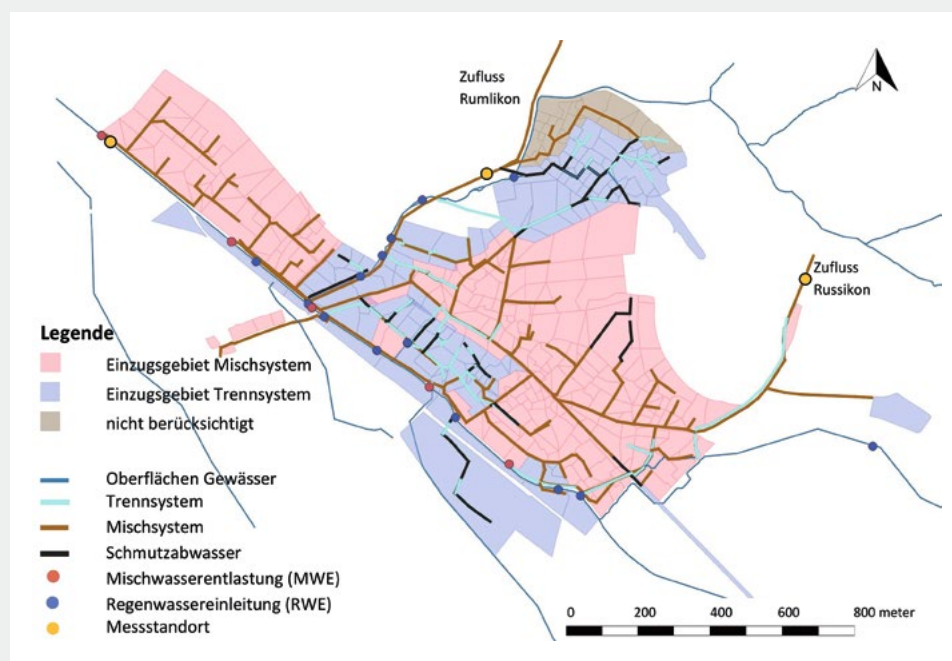 Zufluss
Rumlikon
N
Zufluss
Russikon
Legende
Einzugsgebiet Mischsystem
Einzugsgebiet Trennsystem
nicht berücksichtigt
Oberflächen Gewässer
Trennsystem
Mischsystem
Schmutzabwasser
Mischwasserentlastung (MWE)
Regenwassereinleitung (RWE)
Messstandort
0 200 400 600 800 meter